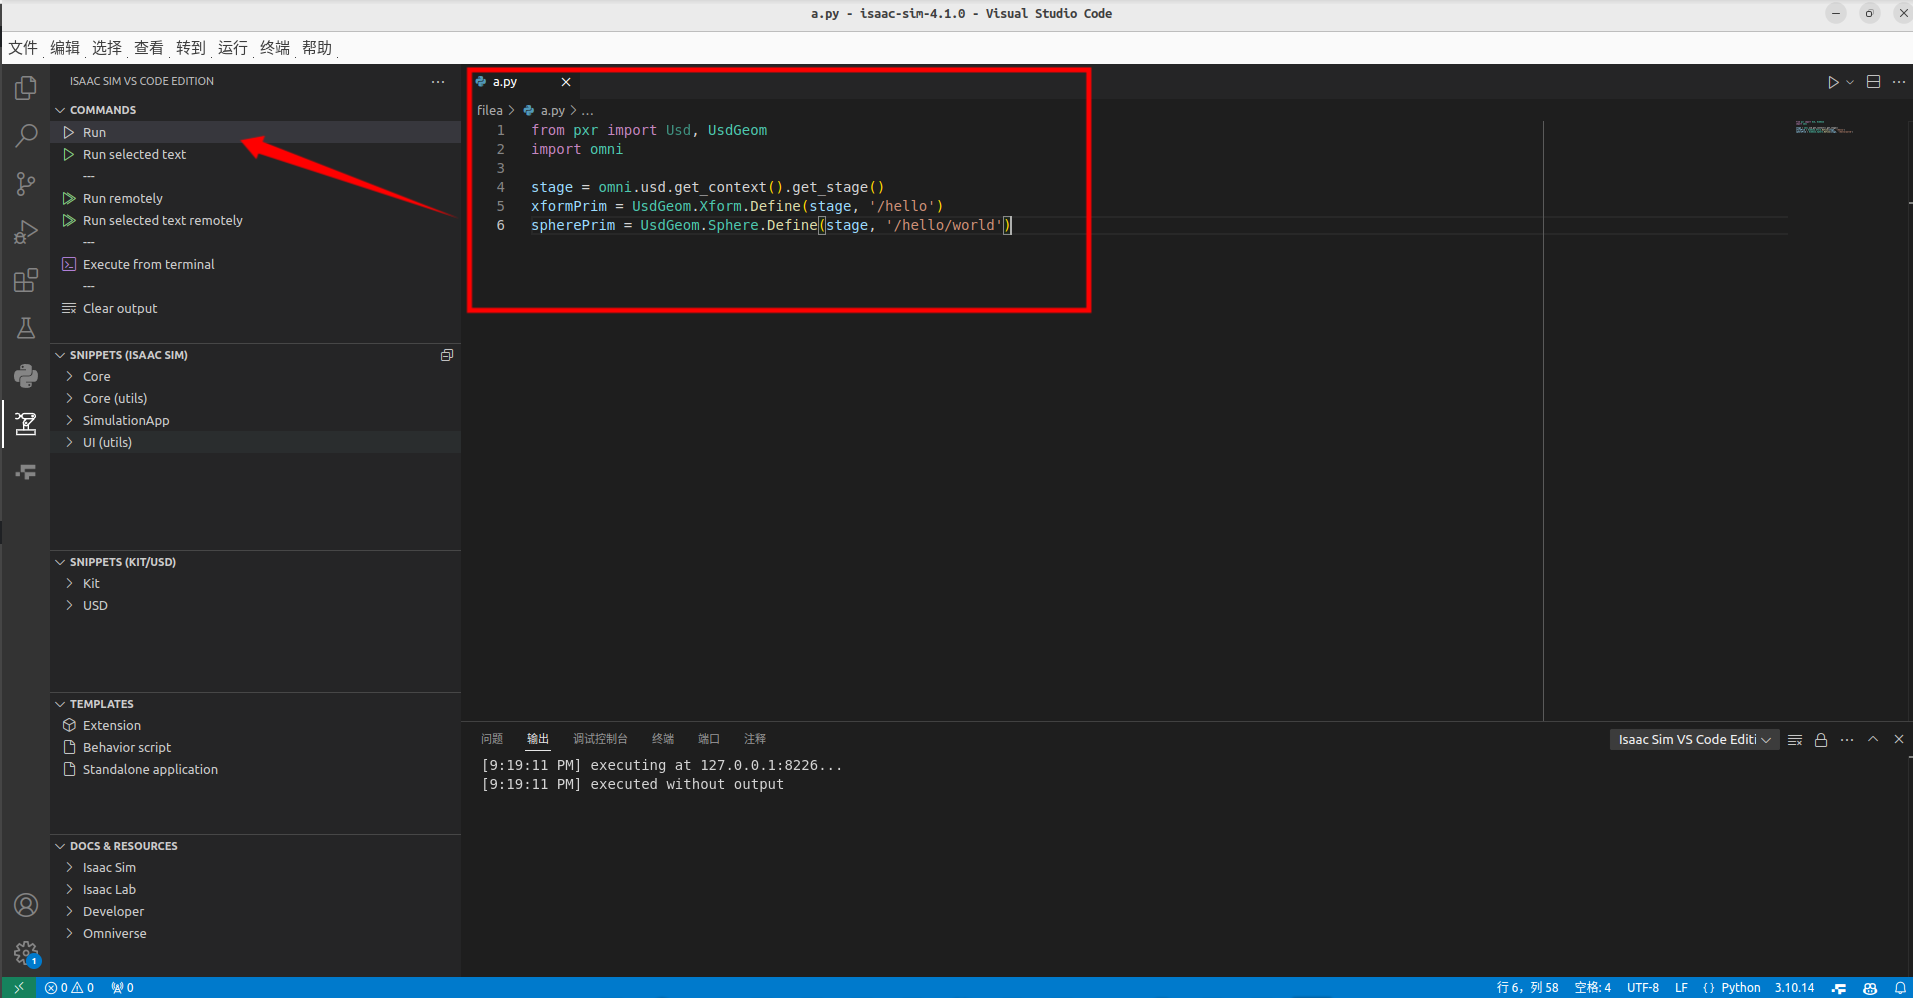 a.py - isaac-sim-4.1.0 - Visual Studio Code
文件 编辑 选择 查看 转到 运行 终端 帮助
ISAAC SIM VS CODE EDITION
COMMANDS
Run
Run selected text
---
Run remotely
Run selected text remotely
---
Execute from terminal
---
Clear output
SNIPPETS (ISAAC SIM)
Core
Core (utils)
SimulationApp
UI (utils)
SNIPPETS (KIT/USD)
Kit
USD
TEMPLATES
Extension
Behavior script
Standalone application
DOCS & RESOURCES
Isaac Sim
Isaac Lab
Developer
Omniverse
1
a.py
filea > a.py > ...
1 from pxr import Usd, UsdGeom
2 import omni
3
4 stage = omni.usd.get_context().get_stage()
5 xformPrim = UsdGeom.Xform.Define(stage, '/hello')
6 spherePrim = UsdGeom.Sphere.Define(stage, '/hello/world')
问题 输出 调试控制台 终端 端口 注释
Isaac Sim VS Code Editi
[9:19:11 PM] executing at 127.0.0.1:8226...
[9:19:11 PM] executed without output
0 0 0 行 6，列 58 空格: 4 UTF-8 LF {} Python 3.10.14